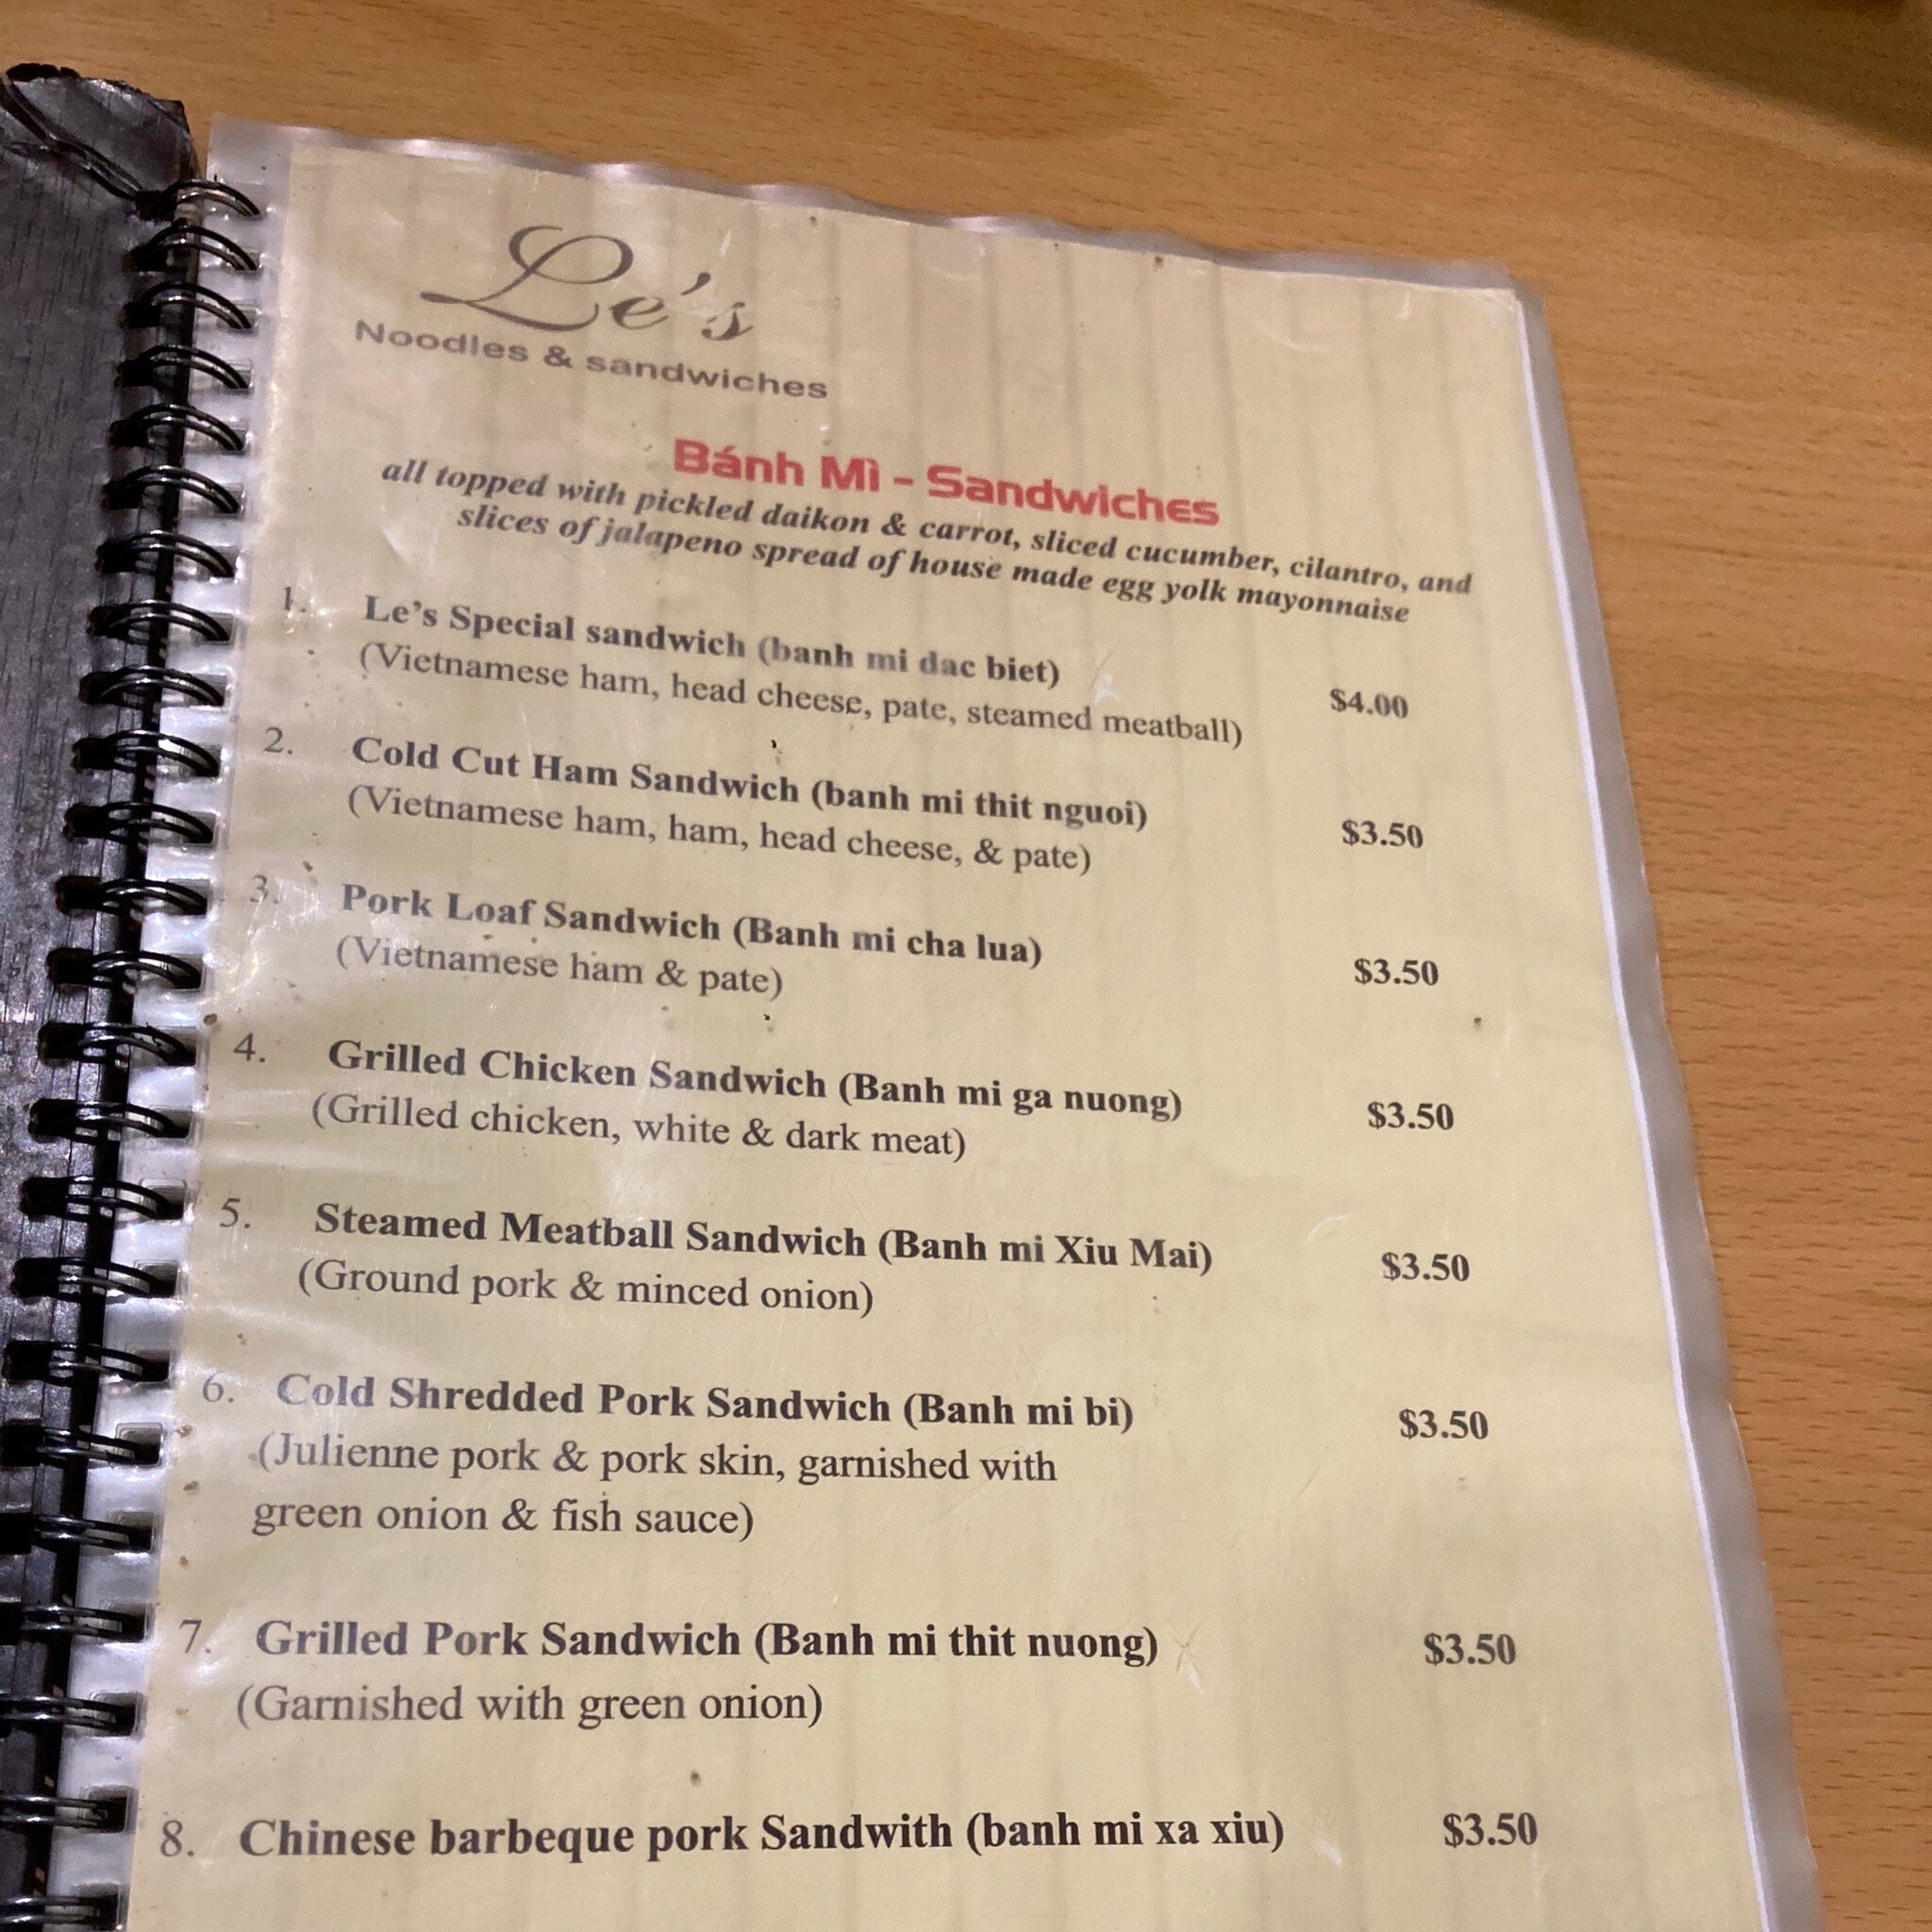 Le's
Noodles & sandwiches
Bánh Mì - Sandwiches
all topped with pickled daikon & carrot, sliced cucumber, cilantro, and
slices of jalapeno spread of house made egg yolk mayonnaise
1. Le's Special sandwich (banh mi dac biet)
(Vietnamese ham, head cheese, pate, steamed meatball) $4.00
2. Cold Cut Ham Sandwich (banh mi thit nguoi)
(Vietnamese ham, ham, head cheese, & pate) $3.50
3. Pork Loaf Sandwich (Banh mi cha lua)
(Vietnamese ham & pate) $3.50
4. Grilled Chicken Sandwich (Banh mi ga nuong) $3.50
(Grilled chicken, white & dark meat)
5. Steamed Meatball Sandwich (Banh mi Xiu Mai) $3.50
(Ground pork & minced onion)
6. Cold Shredded Pork Sandwich (Banh mi bi) $3.50
(Julienne pork & pork skin, garnished with
green onion & fish sauce)
7. Grilled Pork Sandwich (Banh mi thit nuong) $3.50
(Garnished with green onion)
8. Chinese barbeque pork Sandwith (banh mi xa xiu) $3.50